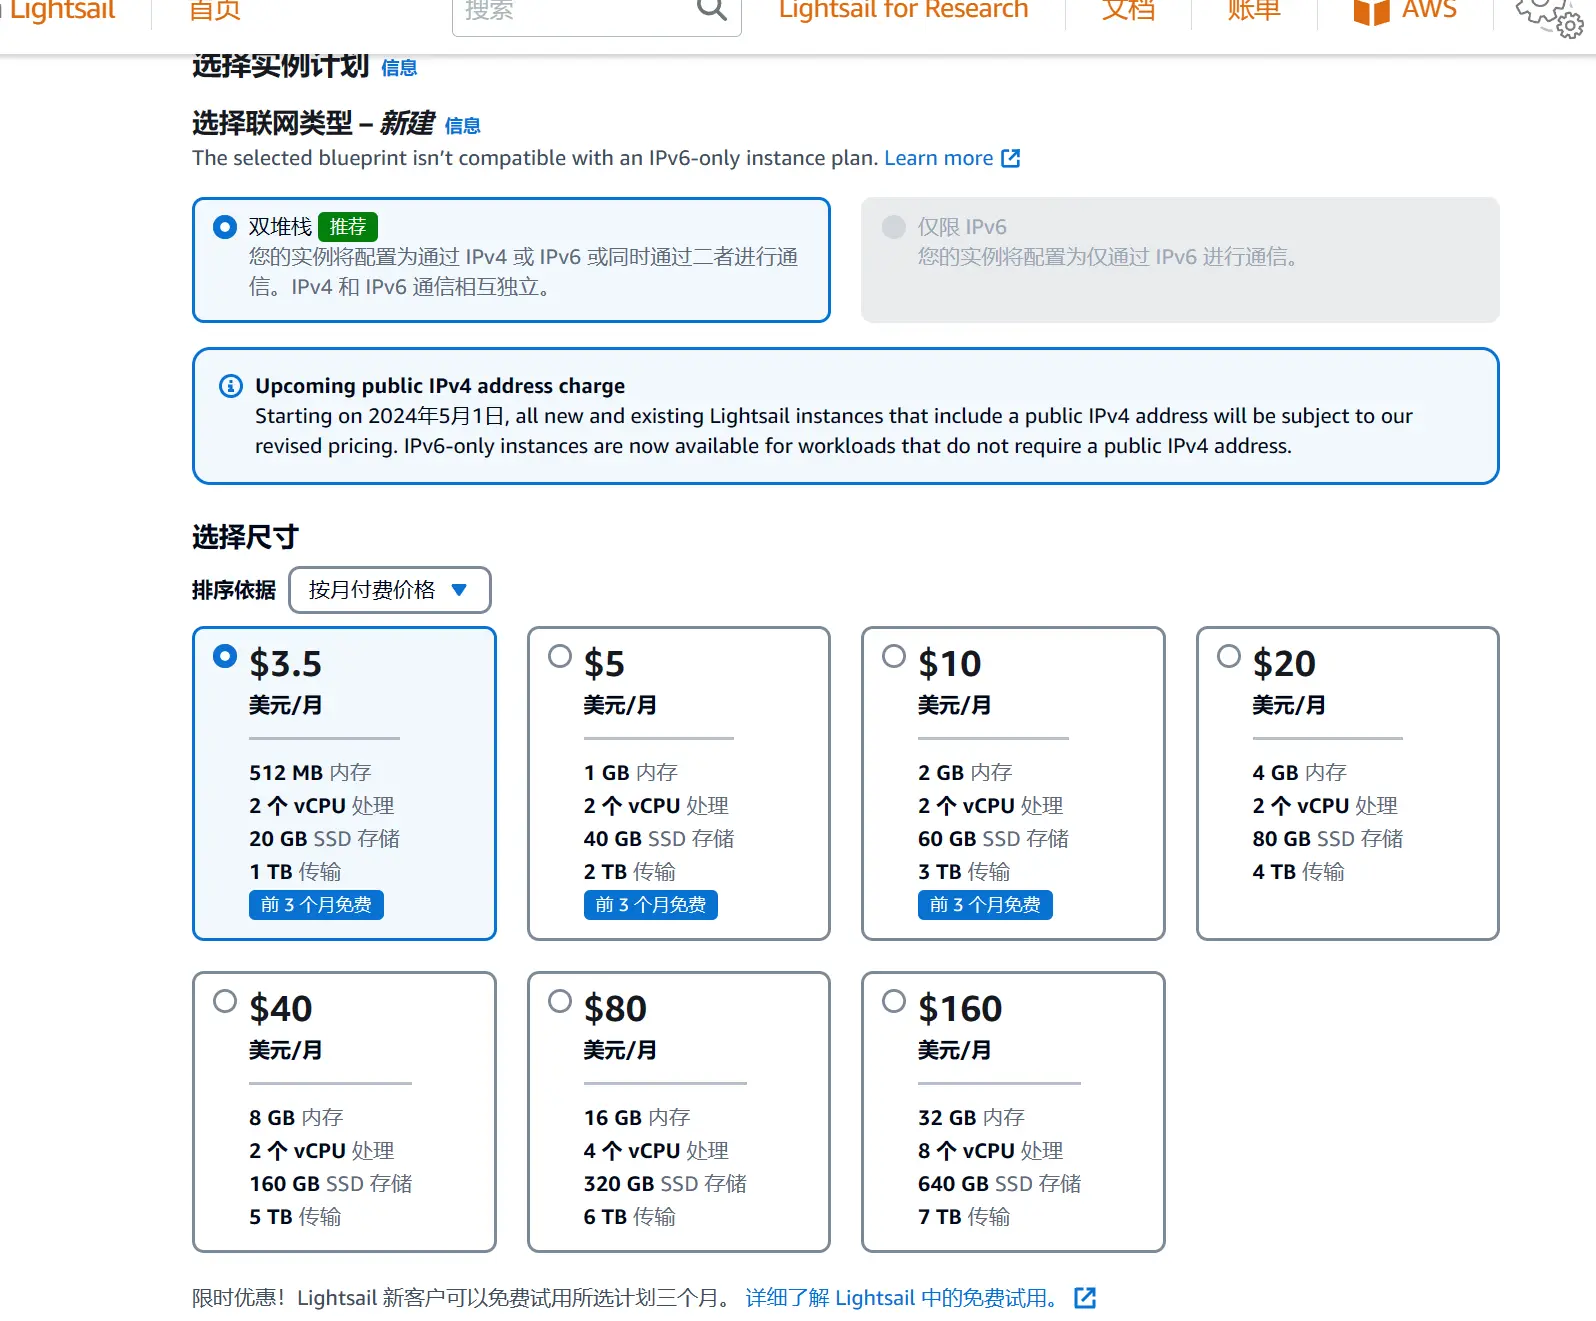 Lightsail 首页 搜索 Lightsail for Research 文档 账单 AWS
选择实例计划 信息
选择联网类型 – 新建 信息
The selected blueprint isn’t compatible with an IPv6-only instance plan. Learn more
双堆栈 推荐
您的实例将配置为通过 IPv4 或 IPv6 或同时通过二者进行通
信。IPv4 和 IPv6 通信相互独立。
仅限 IPv6
您的实例将配置为仅通过 IPv6 进行通信。
Upcoming public IPv4 address charge
Starting on 2024年5月1日, all new and existing Lightsail instances that include a public IPv4 address will be subject to our
revised pricing. IPv6-only instances are now available for workloads that do not require a public IPv4 address.
选择尺寸
排序依据 按月付费价格
$3.5
美元/月
512 MB 内存
2 个 vCPU 处理
20 GB SSD 存储
1 TB 传输
前 3 个月免费
$5
美元/月
1 GB 内存
2 个 vCPU 处理
40 GB SSD 存储
2 TB 传输
前 3 个月免费
$10
美元/月
2 GB 内存
2 个 vCPU 处理
60 GB SSD 存储
3 TB 传输
前 3 个月免费
$20
美元/月
4 GB 内存
2 个 vCPU 处理
80 GB SSD 存储
4 TB 传输
$40
美元/月
8 GB 内存
2 个 vCPU 处理
160 GB SSD 存储
5 TB 传输
$80
美元/月
16 GB 内存
4 个 vCPU 处理
320 GB SSD 存储
6 TB 传输
$160
美元/月
32 GB 内存
8 个 vCPU 处理
640 GB SSD 存储
7 TB 传输
限时优惠！Lightsail 新客户可以免费试用所选计划三个月。 详细了解 Lightsail 中的免费试用。